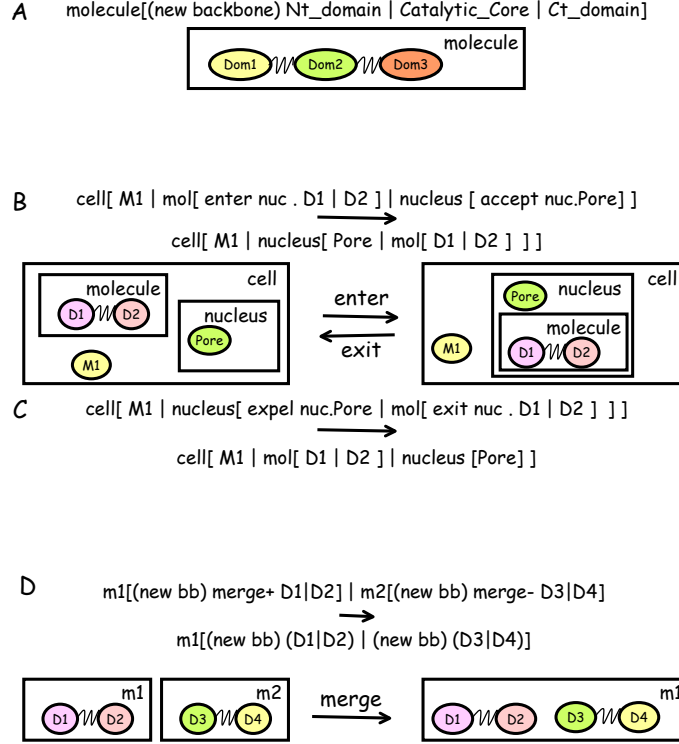 A molecule[(new backbone) Nt_domain | Catalytic_Core | Ct_domain]
molecule
Dom1 Dom2 Dom3
B cell[ M1 | mol[ enter nuc . D1 | D2 ] | nucleus [ accept nuc.Pore] ]
cell[ M1 | nucleus[ Pore | mol[ D1 | D2 ] ] ]
molecule cell
D1 D2
nucleus
Pore
M1
enter
exit
cell
nucleus
Pore
molecule
D1 D2
M1
C cell[ M1 | nucleus[ expel nuc.Pore | mol[ exit nuc . D1 | D2 ] ] ]
cell[ M1 | mol[ D1 | D2 ] | nucleus [Pore] ]
D m1[(new bb) merge+ D1|D2] | m2[(new bb) merge- D3|D4]
m1[(new bb) (D1|D2) | (new bb) (D3|D4)]
m1
D1 D2
m2
D3 D4
merge
m1
D1 D2 D3 D4